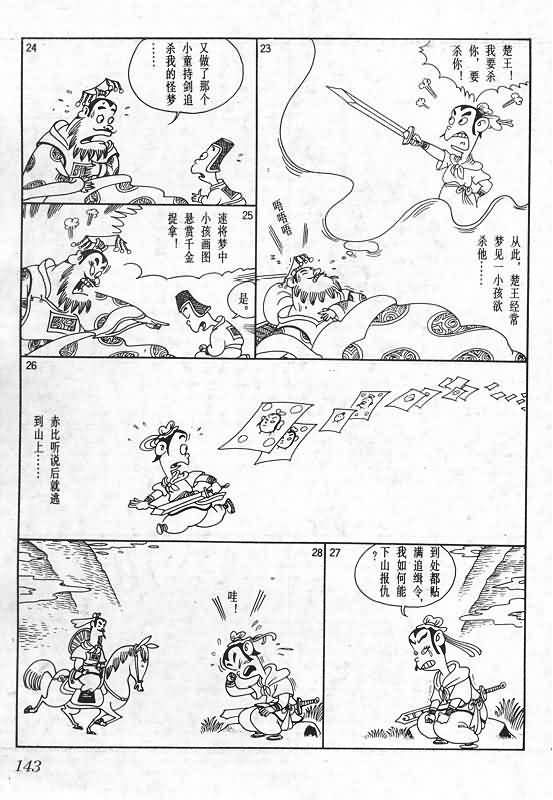 23
楚王！
我要杀
你，要
杀你！
唔唔唔
从此，楚王经常
梦见一小孩欲
杀他……
24
又做了那个
小童持剑追
杀我的怪梦
……
25
速将梦中
小孩画图
悬赏千金
捉拿！
是。
26
赤比听说后就逃
到山上……
27
到处都贴
满追缉令，
我如何能
下山报仇
？
28
哇！
143